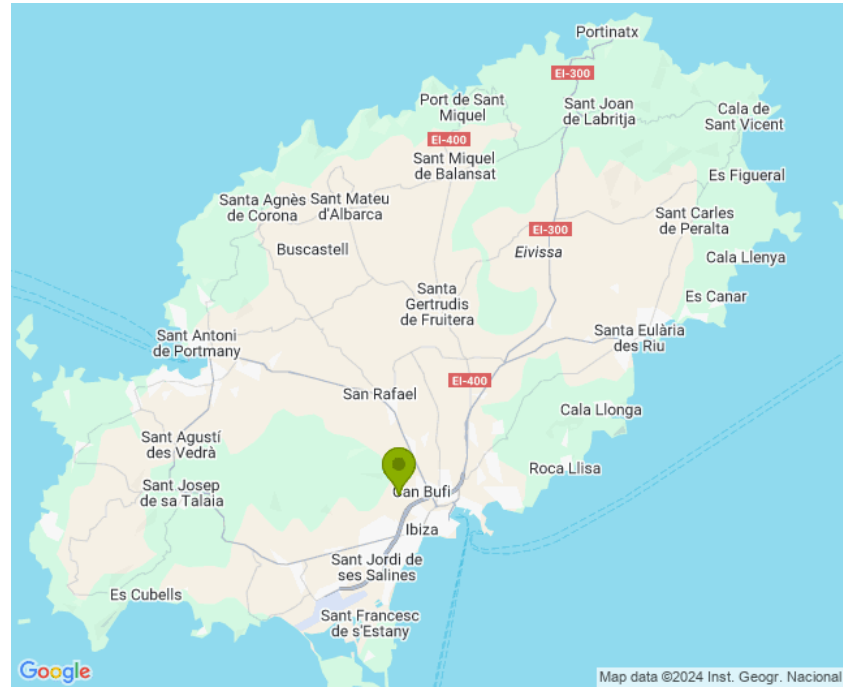 Portinatx
EI-300
Port de Sant
Miquel
Sant Joan
de Labritja
Cala de
Sant Vicent
EI-400
Sant Miquel
de Balansat
Es Figueral
Santa Agnès
de Corona
Sant Mateu
d'Albarca
Sant Carles
de Peralta
EI-300
Buscastell
Eivissa
Cala Llenya
Santa
Gertrudis
de Fruitera
Es Canar
Sant Antoni
de Portmany
Santa Eulària
des Riu
EI-400
San Rafael
Cala Llonga
Sant Agustí
des Vedrà
Roca Llisa
Sant Josep
de sa Talaia
Can Bufi
Ibiza
Sant Jordi de
ses Salines
Es Cubells
Sant Francesc
de s'Estany
Google
Map data ©2024 Inst. Geogr. Nacional